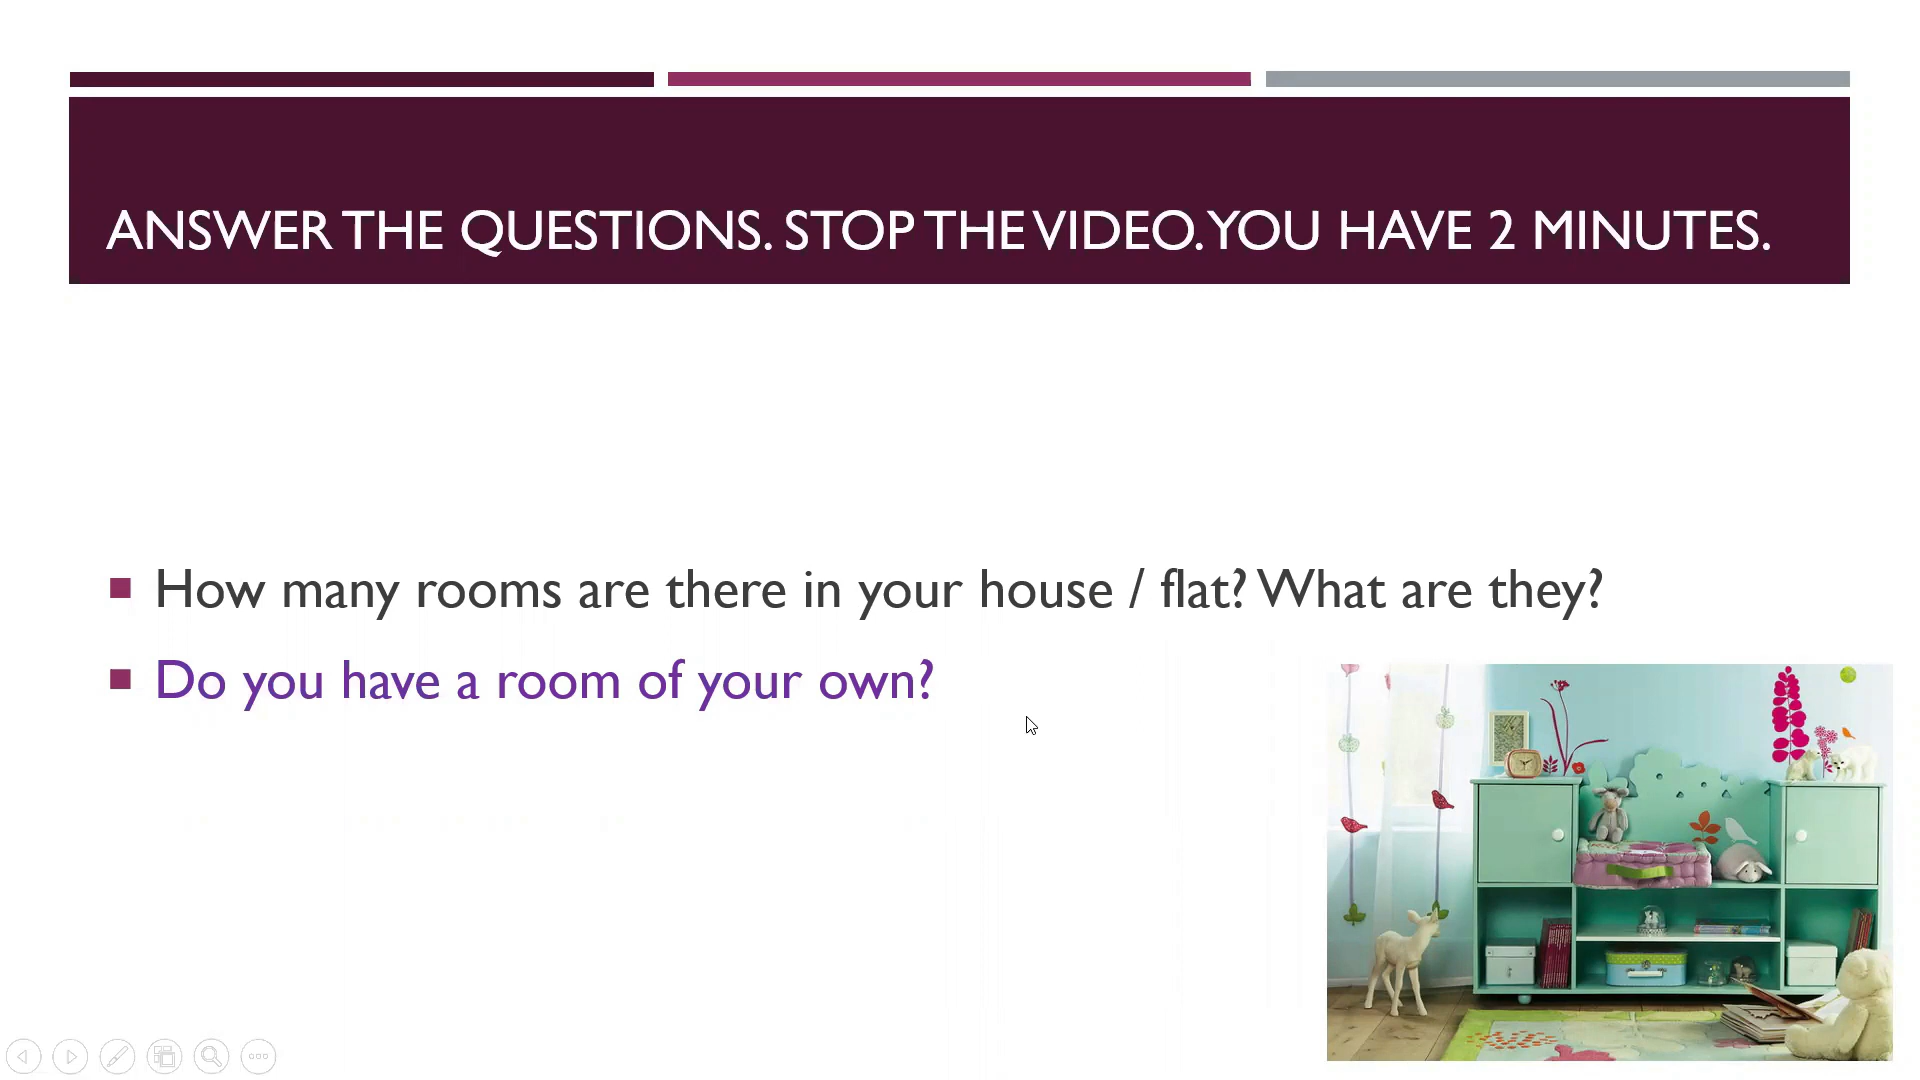 ANSWER THE QUESTIONS. STOP THE VIDEO. YOU HAVE 2 MINUTES.
How many rooms are there in your house / flat? What are they?
Do you have a room of your own?